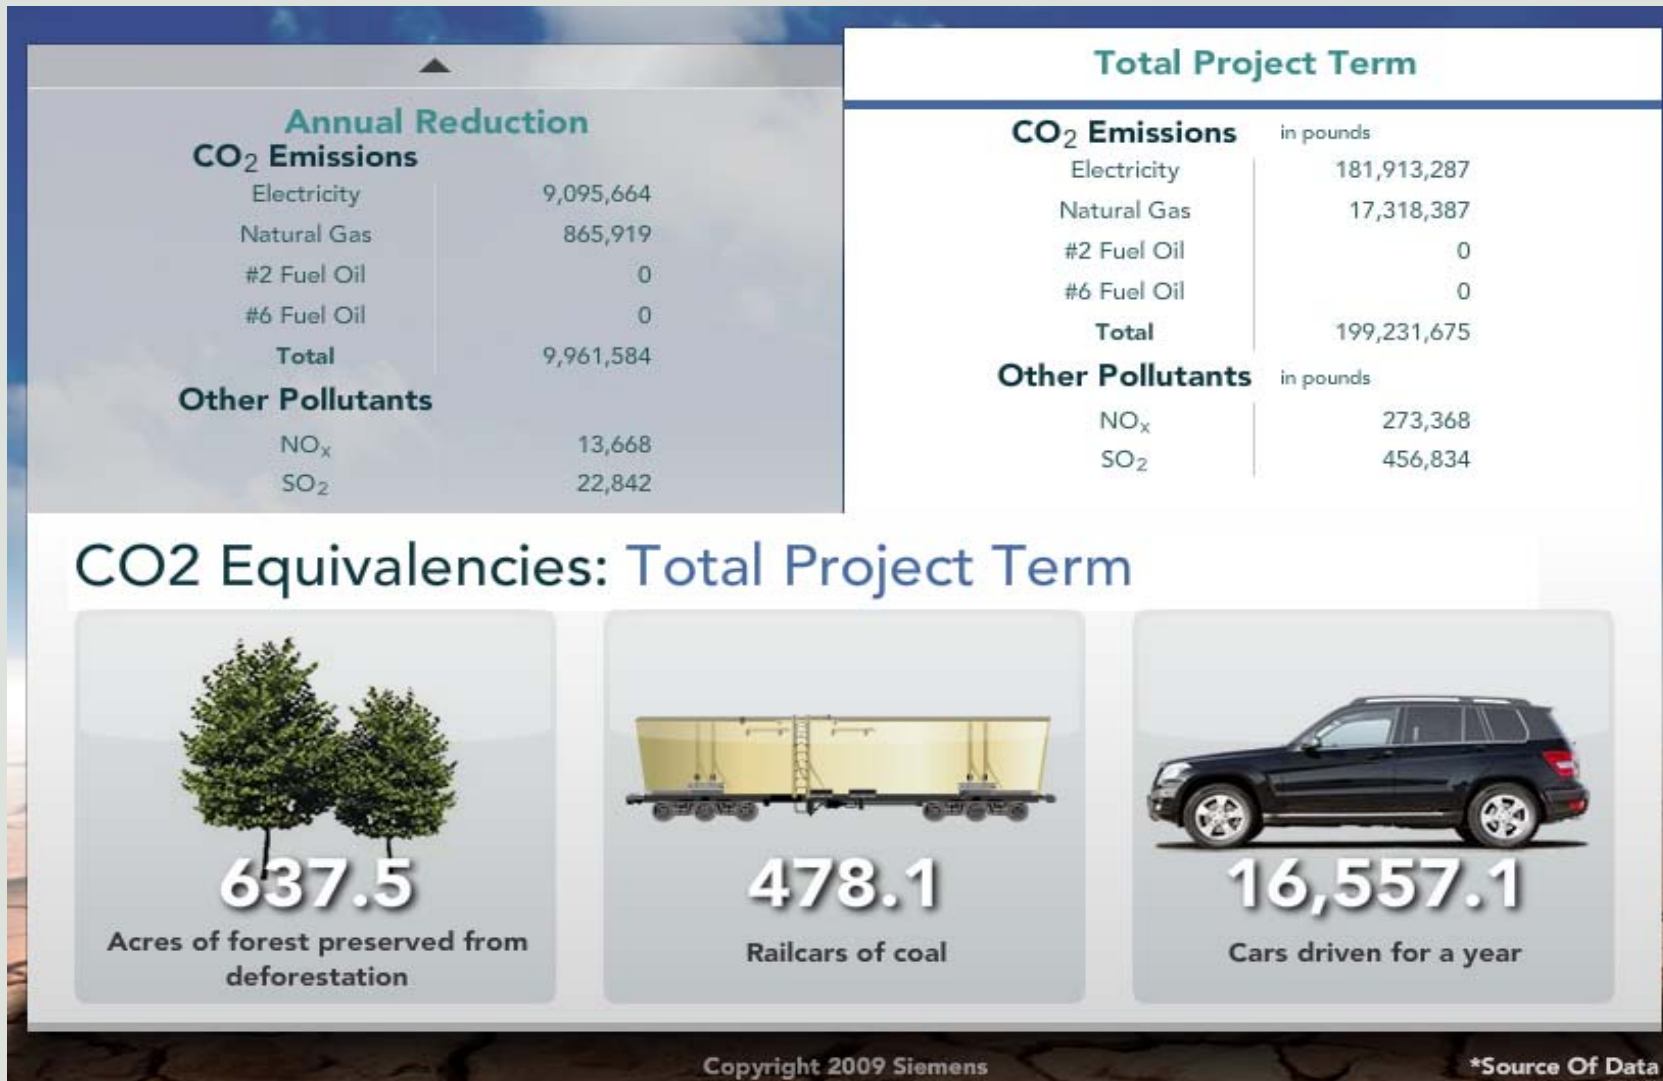 Annual Reduction
CO2 Emissions
Electricity 9,095,664
Natural Gas 865,919
#2 Fuel Oil 0
#6 Fuel Oil 0
Total 9,961,584
Other Pollutants
NOx 13,668
SO2 22,842
Total Project Term
CO2 Emissions in pounds
Electricity 181,913,287
Natural Gas 17,318,387
#2 Fuel Oil 0
#6 Fuel Oil 0
Total 199,231,675
Other Pollutants in pounds
NOx 273,368
SO2 456,834
CO2 Equivalencies: Total Project Term
637.5
Acres of forest preserved from
deforestation
478.1
Railcars of coal
16,557.1
Cars driven for a year
Copyright 2009 Siemens
*Source Of Data